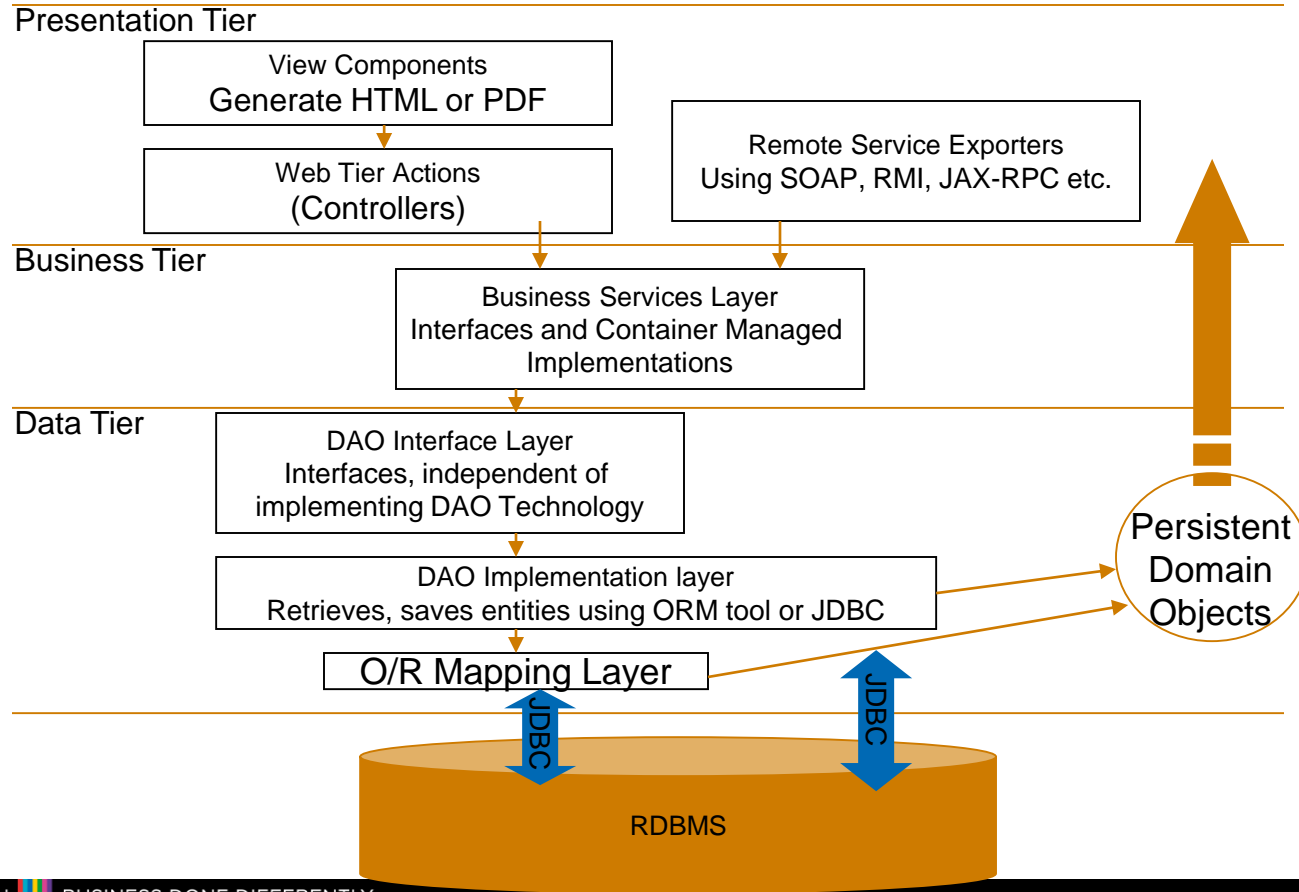 Presentation Tier
View Components
Generate HTML or PDF
Web Tier Actions
(Controllers)
Remote Service Exporters
Using SOAP, RMI, JAX-RPC etc.
Business Tier
Business Services Layer
Interfaces and Container Managed
Implementations
Data Tier
DAO Interface Layer
Interfaces, independent of
implementing DAO Technology
DAO Implementation layer
Retrieves, saves entities using ORM tool or JDBC
O/R Mapping Layer
Persistent
Domain
Objects
JDBC
JDBC
RDBMS
BUSINESS DONE DIFFERENTLY